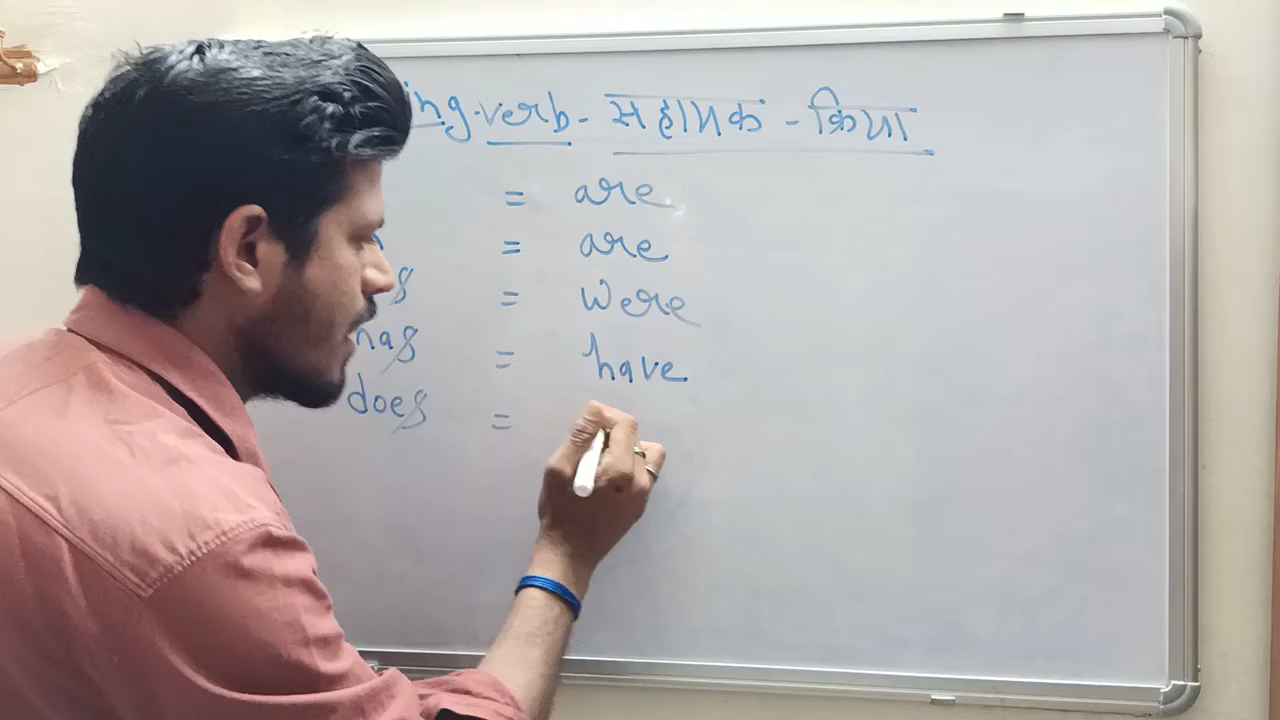 ing verb - सहायक - क्रिया
= are
= are
= were
has = have
does =